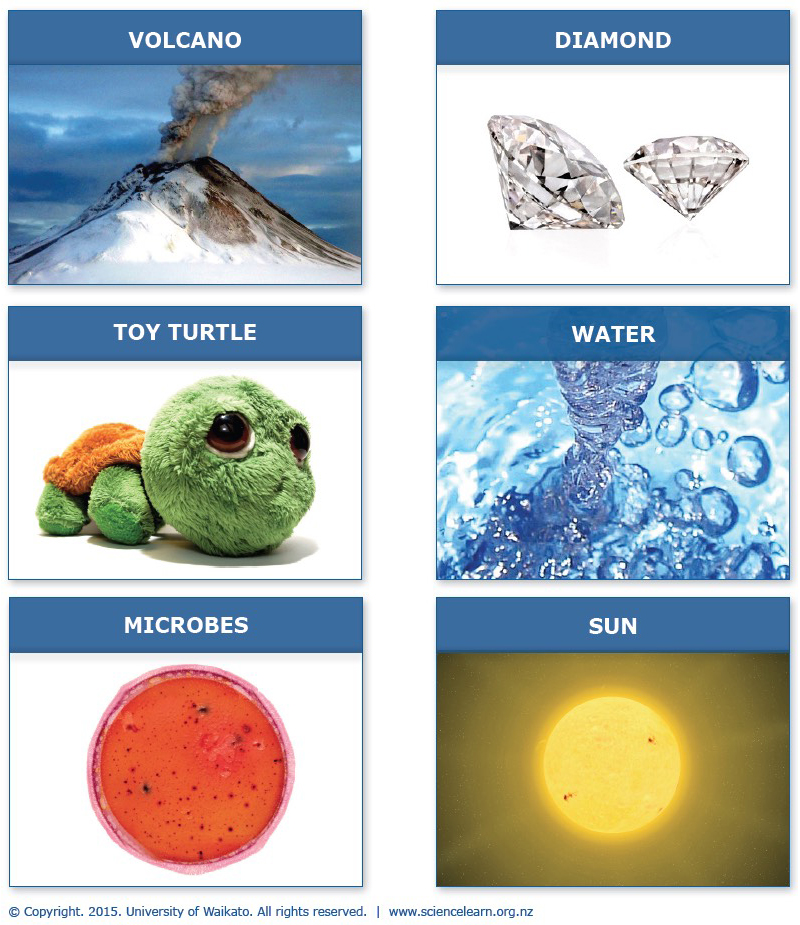 VOLCANO
DIAMOND
TOY TURTLE
WATER
MICROBES
SUN
© Copyright. 2015. University of Waikato. All rights reserved. | www.sciencelearn.org.nz